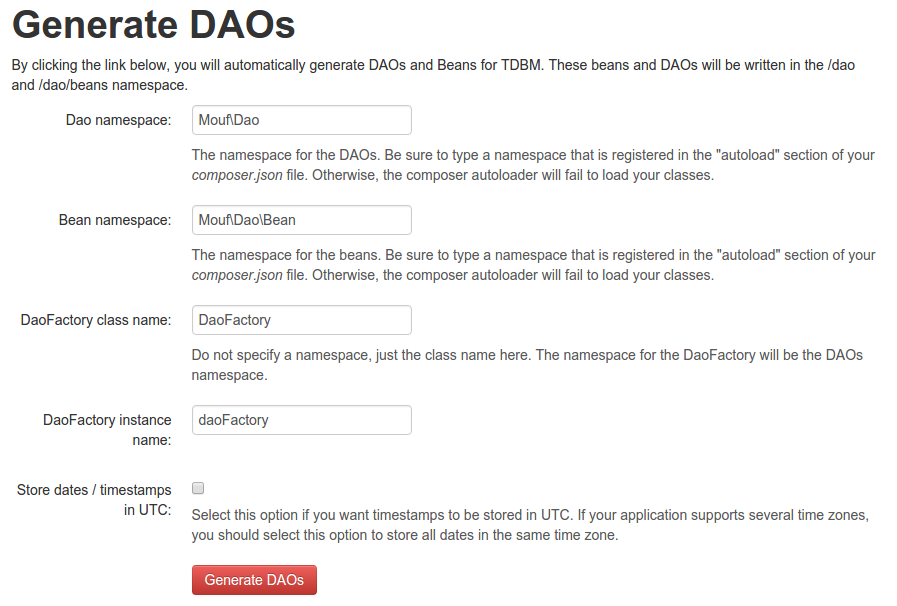 Generate DAOs
By clicking the link below, you will automatically generate DAOs and Beans for TDBM. These beans and DAOs will be written in the /dao
and /dao/beans namespace.
Dao namespace: Mouf\Dao
The namespace for the DAOs. Be sure to type a namespace that is registered in the "autoload" section of your
composer.json file. Otherwise, the composer autoloader will fail to load your classes.
Bean namespace: Mouf\Dao\Bean
The namespace for the beans. Be sure to type a namespace that is registered in the "autoload" section of your
composer.json file. Otherwise, the composer autoloader will fail to load your classes.
DaoFactory class name: DaoFactory
Do not specify a namespace, just the class name here. The namespace for the DaoFactory will be the DAOs
namespace.
DaoFactory instance daoFactory
name:
Store dates / timestamps
in UTC:
Select this option if you want timestamps to be stored in UTC. If your application supports several time zones,
you should select this option to store all dates in the same time zone.
Generate DAOs